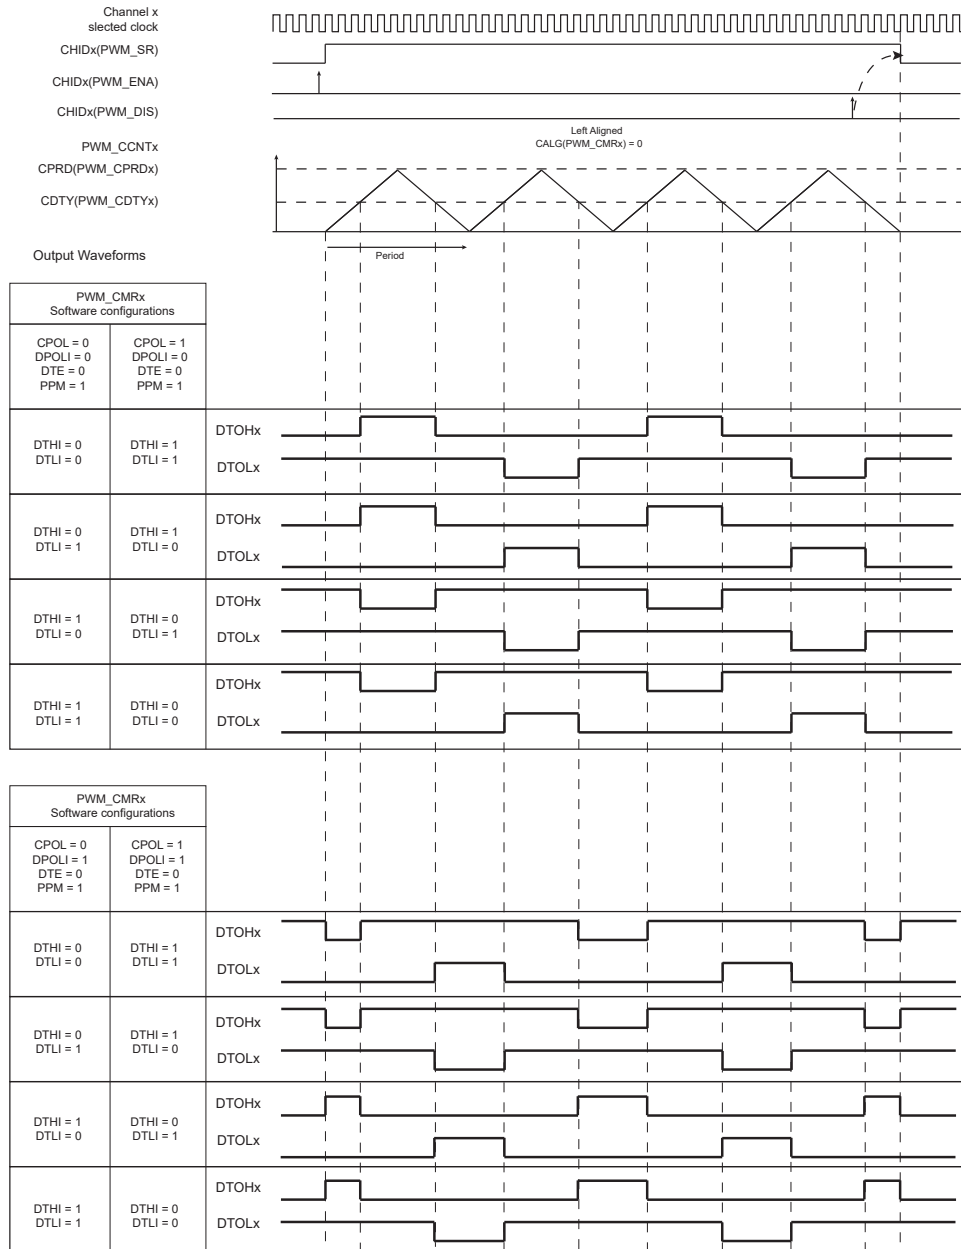 Channel x
slected clock
CHIDx(PWM_SR)
CHIDx(PWM_ENA)
CHIDx(PWM_DIS)
Left Aligned
CALG(PWM_CMRx) = 0
PWM_CCNTx
CPRD(PWM_CPRDx)
CDTY(PWM_CDTYx)
Period
Output Waveforms
PWM_CMRx
Software configurations
CPOL = 0
DPOLI = 0
DTE = 0
PPM = 1
CPOL = 1
DPOLI = 0
DTE = 0
PPM = 1
DTHI = 0
DTLI = 0
DTHI = 1
DTLI = 1
DTOHx
DTOLx
DTHI = 0
DTLI = 1
DTHI = 1
DTLI = 0
DTOHx
DTOLx
DTHI = 1
DTLI = 0
DTHI = 0
DTLI = 1
DTOHx
DTOLx
DTHI = 1
DTLI = 1
DTHI = 0
DTLI = 0
DTOHx
DTOLx
PWM_CMRx
Software configurations
CPOL = 0
DPOLI = 1
DTE = 0
PPM = 1
CPOL = 1
DPOLI = 1
DTE = 0
PPM = 1
DTHI = 0
DTLI = 0
DTHI = 1
DTLI = 1
DTOHx
DTOLx
DTHI = 0
DTLI = 1
DTHI = 1
DTLI = 0
DTOHx
DTOLx
DTHI = 1
DTLI = 0
DTHI = 0
DTLI = 1
DTOHx
DTOLx
DTHI = 1
DTLI = 1
DTHI = 0
DTLI = 0
DTOHx
DTOLx